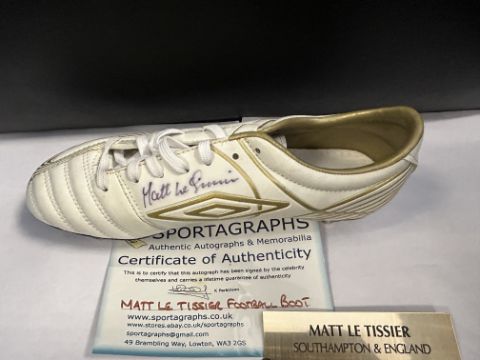 Matt Le Tissier
SPORTAGRAPHS
Authentic Autographs & Memorabilia
Certificate of Authenticity
This is to certify that this autograph has been signed by the celebrity
themselves and carries a lifetime guarantee of authenticity
K Parkinson
MATT LE TISSIER FOOTBALL BOOT
www.sportagraphs.co.uk
www.stores.ebay.co.uk/sportagraphs
sportagraphs@gmail.com
49 Brambling Way, Lowton, WA3 2GS
MATT LE TISSIER
SOUTHAMPTON & ENGLAND